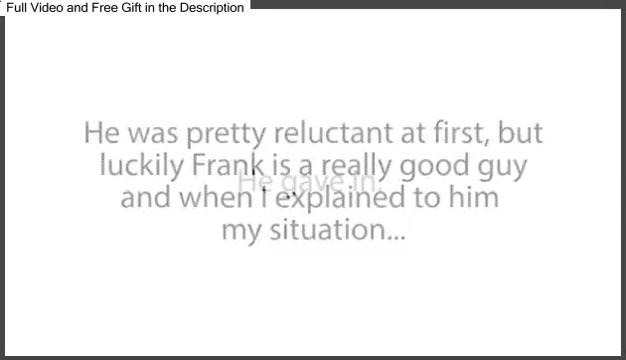 Full Video and Free Gift in the Description
He was pretty reluctant at first, but
luckily Frank is a really good guy
He gave in.
and when I explained to him
my situation...